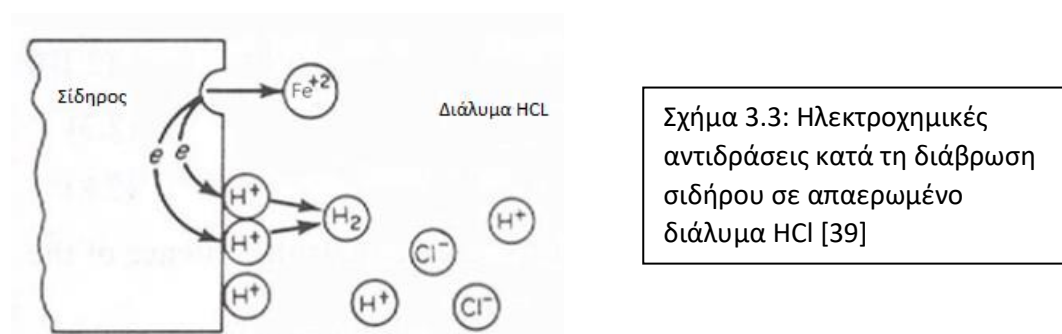 Σίδηρος
Fe+2
Διάλυμα HCL
e
e
H+
H2
H+
H+
Cl−
H+
H+
Cl−
Σχήμα 3.3: Ηλεκτροχημικές
αντιδράσεις κατά τη διάβρωση
σιδήρου σε απαερωμένο
διάλυμα HCl [39]